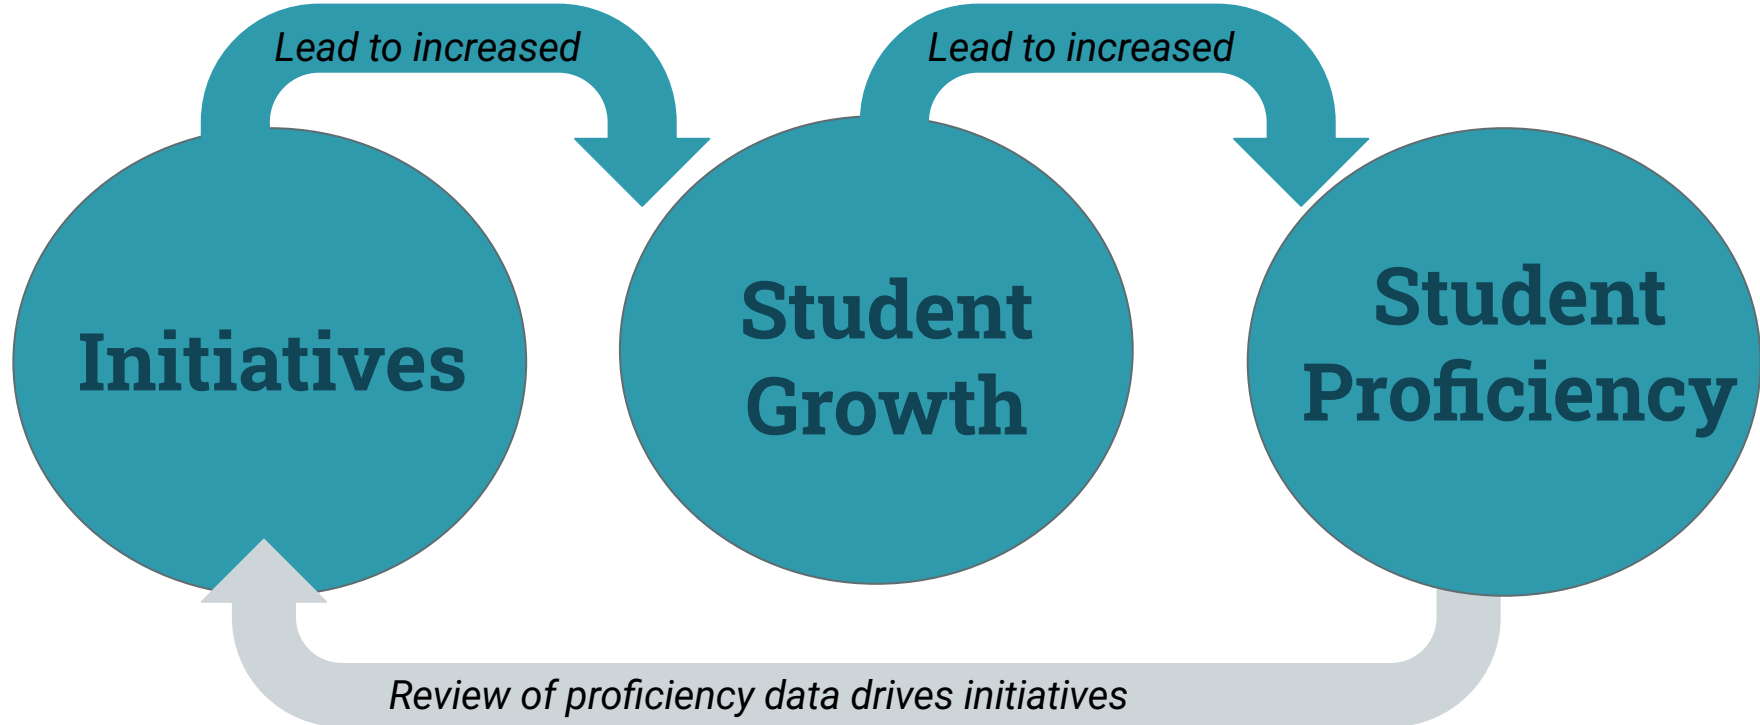 Lead to increased
Lead to increased
Initiatives
Student
Growth
Student
Proficiency
Review of proficiency data drives initiatives